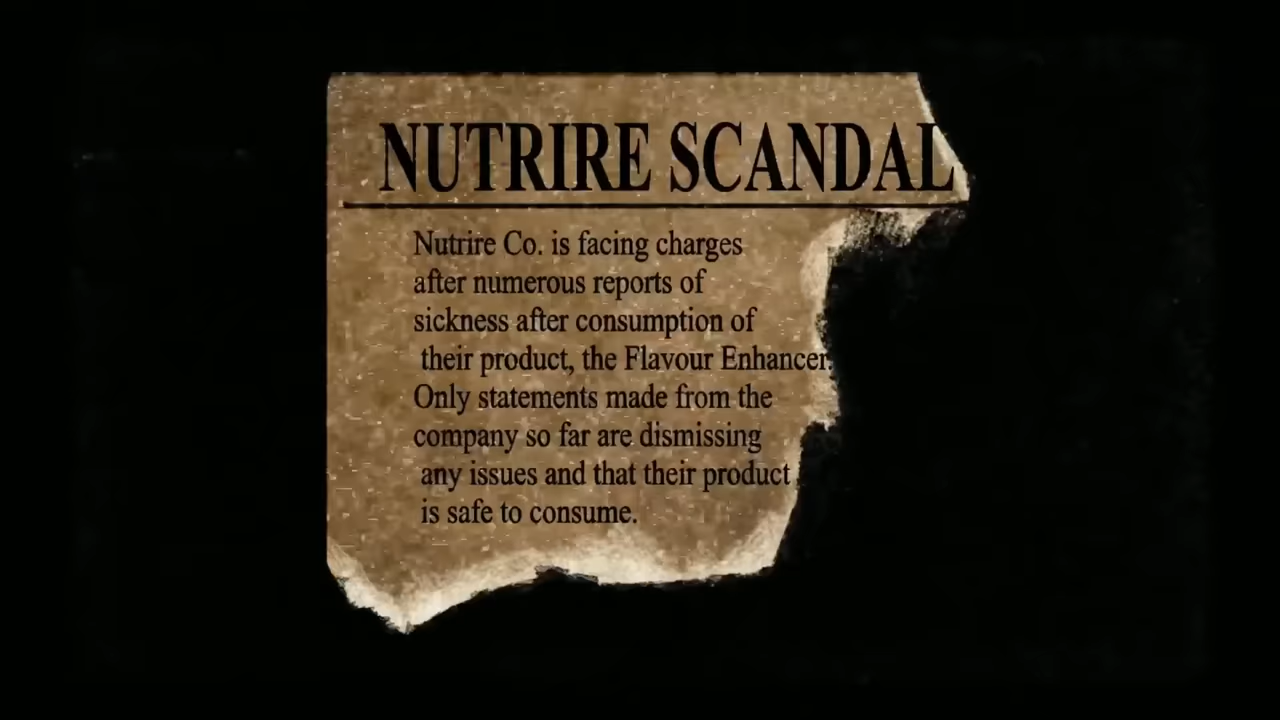 NUTRIRE SCANDAL
Nutrire Co. is facing charges
after numerous reports of
sickness after consumption of
their product, the Flavour Enhancer.
Only statements made from the
company so far are dismissing
any issues and that their product
is safe to consume.